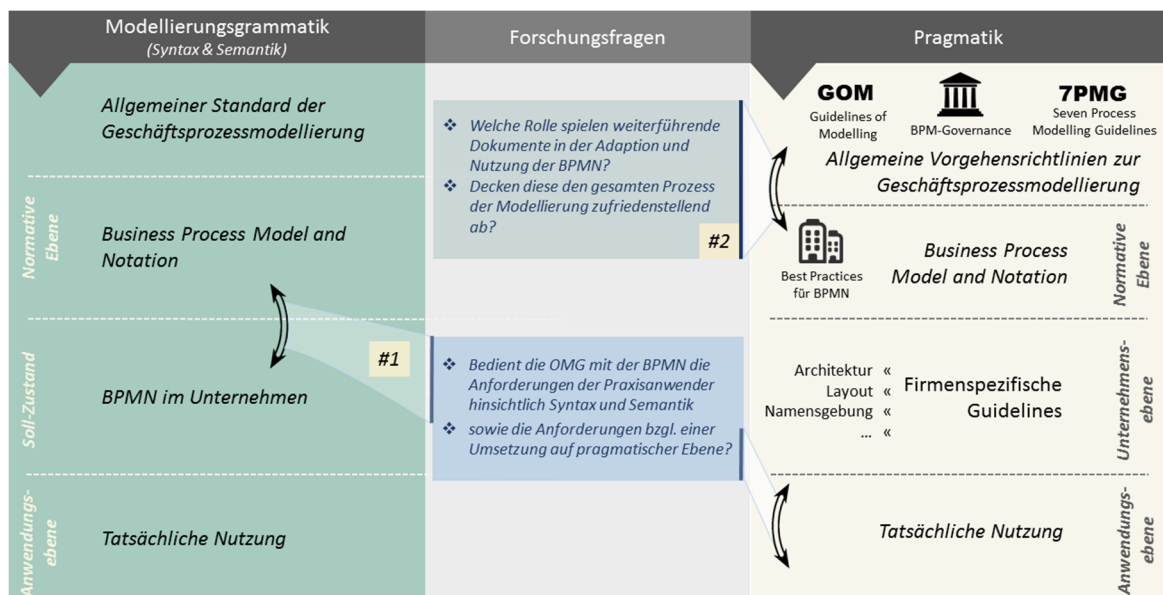 Modellierungsgrammatik
(Syntax & Semantik)
Forschungsfragen
Pragmatik
Allgemeiner Standard der
Geschäftsprozessmodellierung
Normative
Ebene
Business Process Model and
Notation
Soll-Zustand
BPMN im Unternehmen
Anwendungs-
ebene
Tatsächliche Nutzung
❖ Welche Rolle spielen weiterführende
Dokumente in der Adaption und
Nutzung der BPMN?
❖ Decken diese den gesamten Prozess
der Modellierung zufriedenstellend
ab?
#2
#1
❖ Bedient die OMG mit der BPMN die
Anforderungen der Praxisanwender
hinsichtlich Syntax und Semantik
❖ sowie die Anforderungen bzgl. einer
Umsetzung auf pragmatischer Ebene?
GOM
Guidelines of
Modelling
BPM-Governance
7PMG
Seven Process
Modelling Guidelines
Allgemeine Vorgehensrichtlinien zur
Geschäftsprozessmodellierung
Best Practices
für BPMN
Business Process
Model and Notation
Normative
Ebene
Architektur «
Layout «
Namensgebung «
... «
Firmenspezifische
Guidelines
Unternehmens-
ebene
Tatsächliche Nutzung
Anwendungs-
ebene